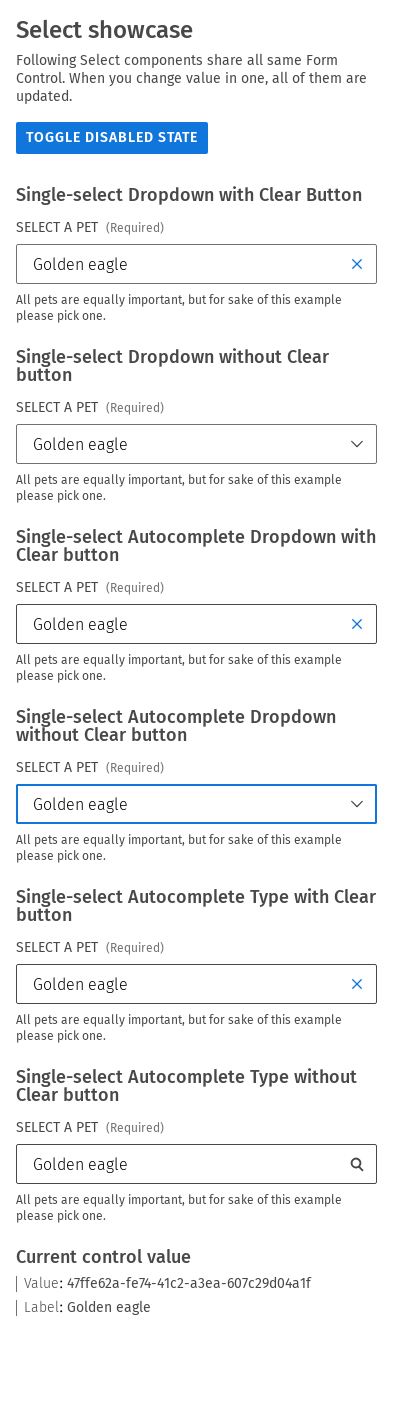 Select showcase
Following Select components share all same Form
Control. When you change value in one, all of them are
updated.
TOGGLE DISABLED STATE
Single-select Dropdown with Clear Button
SELECT A PET (Required)
Golden eagle
All pets are equally important, but for sake of this example
please pick one.
Single-select Dropdown without Clear
button
SELECT A PET (Required)
Golden eagle
All pets are equally important, but for sake of this example
please pick one.
Single-select Autocomplete Dropdown with
Clear button
SELECT A PET (Required)
Golden eagle
All pets are equally important, but for sake of this example
please pick one.
Single-select Autocomplete Dropdown
without Clear button
SELECT A PET (Required)
Golden eagle
All pets are equally important, but for sake of this example
please pick one.
Single-select Autocomplete Type with Clear
button
SELECT A PET (Required)
Golden eagle
All pets are equally important, but for sake of this example
please pick one.
Single-select Autocomplete Type without
Clear button
SELECT A PET (Required)
Golden eagle
All pets are equally important, but for sake of this example
please pick one.
Current control value
Value: 47ffe62a-fe74-41c2-a3ea-607c29d04a1f
Label: Golden eagle